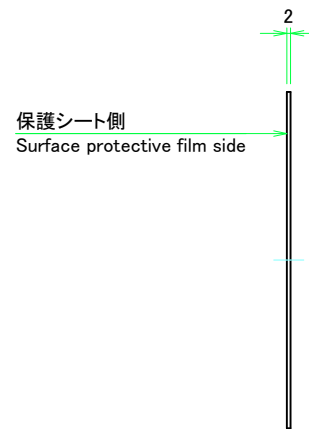 2
保護シート側
Surface protective film side